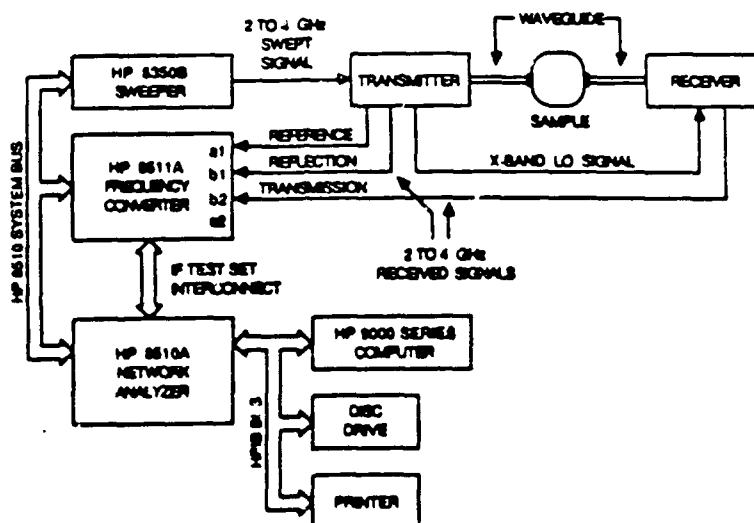 2 TO 4 GHz
SWEPT
SIGNAL
WAVEGUIDE
HP 8350B
SWEEPER
TRANSMITTER
RECEIVER
SAMPLE
HP 8511A
FREQUENCY
CONVERTER
a1
b1
b2
a2
REFERENCE
REFLECTION
TRANSMISSION
X-BAND LO SIGNAL
2 TO 4 GHz
RECEIVED SIGNALS
HP 8510 SYSTEM BUS
IF TEST SET
INTERCONNECT
HP 8510A
NETWORK
ANALYZER
HP 9000 SERIES
COMPUTER
DISC
DRIVE
PRINTER
HPIB